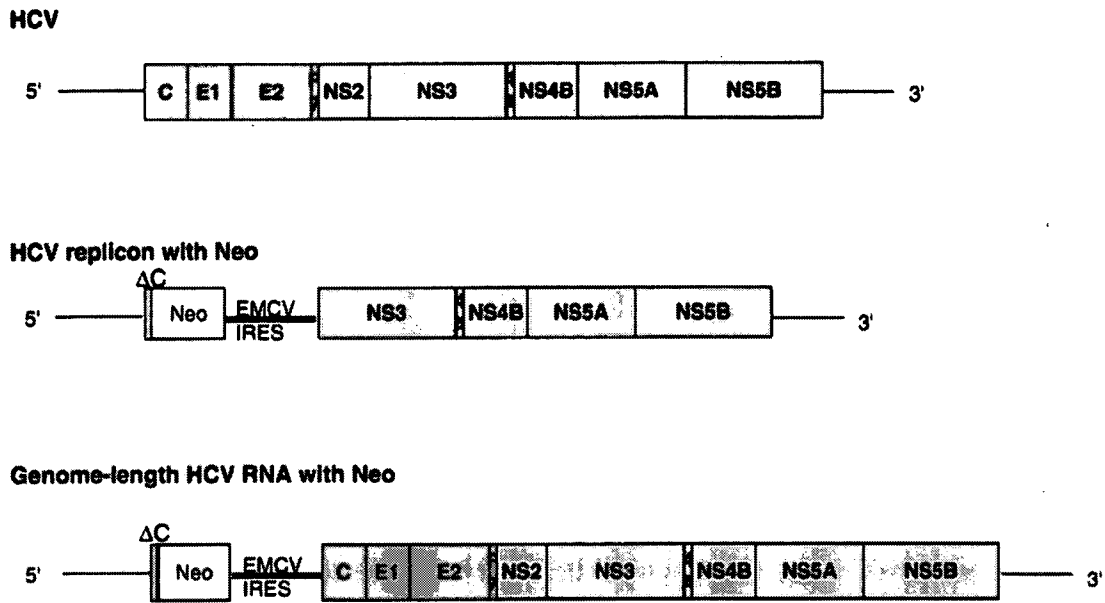 HCV
5' C E1 E2 NS2 NS3 NS4B NS5A NS5B 3'
HCV replicon with Neo
ΔC
5' Neo EMCV IRES NS3 NS4B NS5A NS5B 3'
Genome-length HCV RNA with Neo
ΔC
5' Neo EMCV IRES C E1 E2 NS2 NS3 NS4B NS5A NS5B 3'